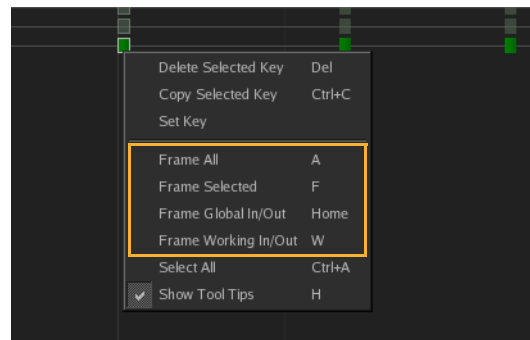 Delete Selected Key Del
Copy Selected Key Ctrl+C
Set Key
Frame All A
Frame Selected F
Frame Global In/Out Home
Frame Working In/Out W
Select All Ctrl+A
Show Tool Tips H